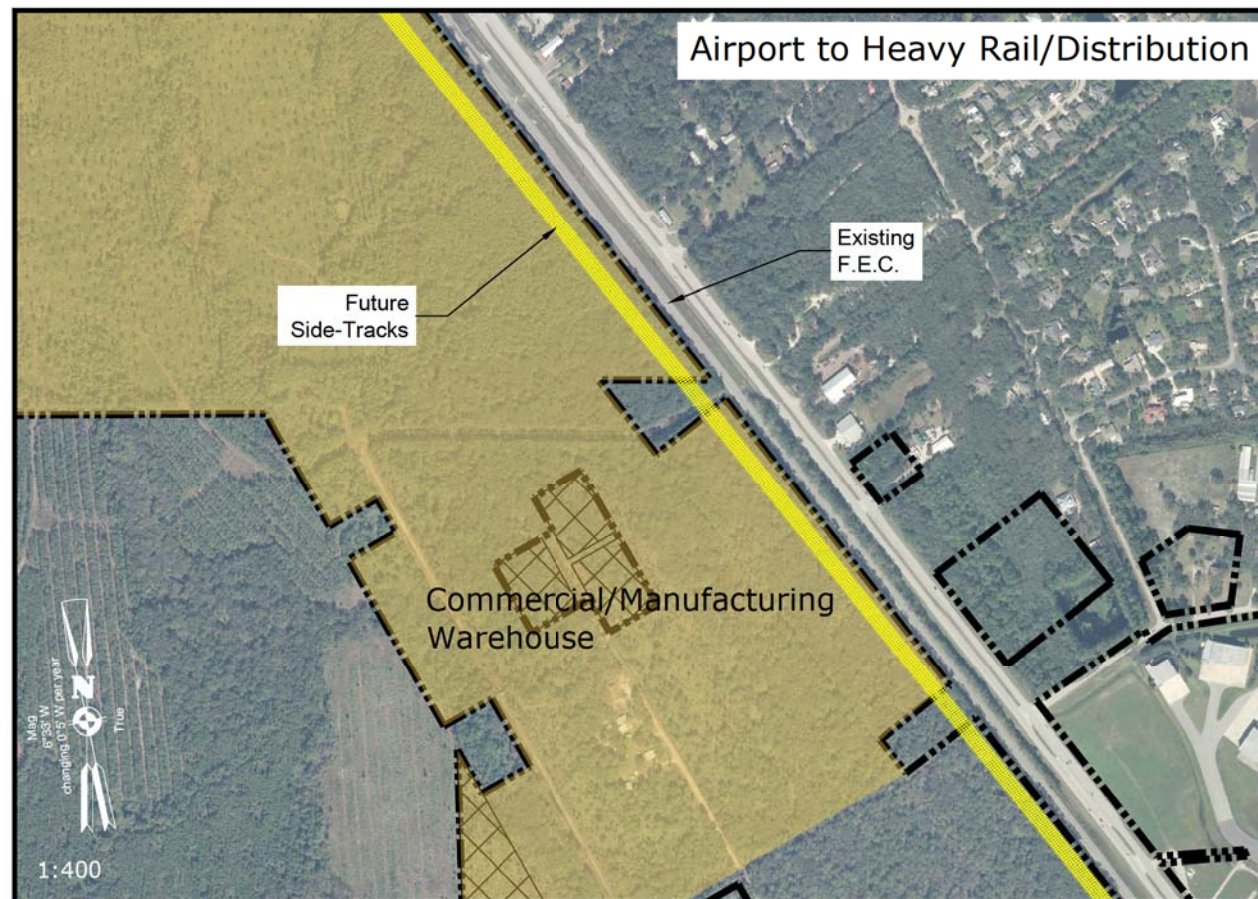 Airport to Heavy Rail/Distribution
Existing
F.E.C.
Future
Side-Tracks
Commercial/Manufacturing
Warehouse
Mag
6°33' W
changing 0°5' W per year
N
True
1:400